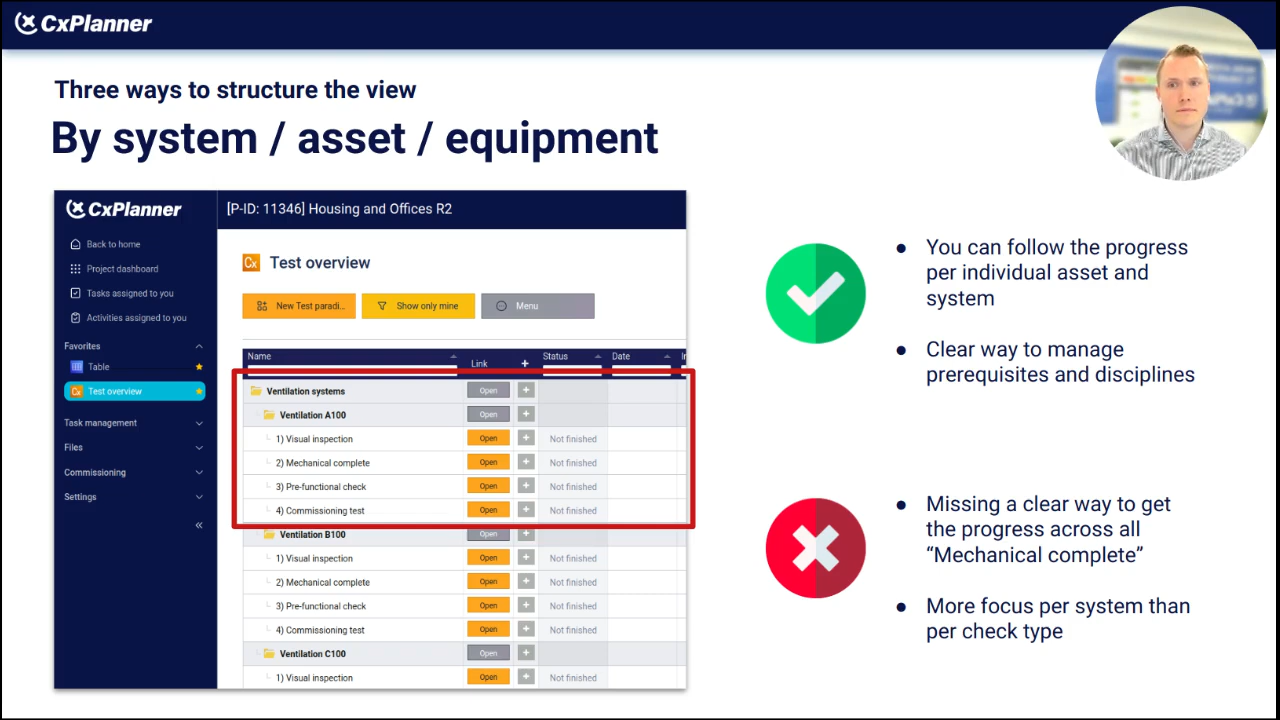 CxPlanner
Three ways to structure the view
By system / asset / equipment
CxPlanner
[P-ID: 11346] Housing and Offices R2
Back to home
Project dashboard
Tasks assigned to you
Activities assigned to you
Favorites
Table
Test overview
Task management
Files
Commissioning
Settings
«
Cx Test overview
New Test paradi... Show only mine Menu
Name Link + Status Date
Ventilation systems Open +
Ventilation A100 Open +
1) Visual inspection Open + Not finished
2) Mechanical complete Open + Not finished
3) Pre-functional check Open + Not finished
4) Commissioning test Open + Not finished
Ventilation B100 Open +
1) Visual inspection Open + Not finished
2) Mechanical complete Open + Not finished
3) Pre-functional check Open + Not finished
4) Commissioning test Open + Not finished
Ventilation C100 Open +
1) Visual inspection Open + Not finished
● You can follow the progress
per individual asset and
system
● Clear way to manage
prerequisites and disciplines
● Missing a clear way to get
the progress across all
“Mechanical complete”
● More focus per system than
per check type